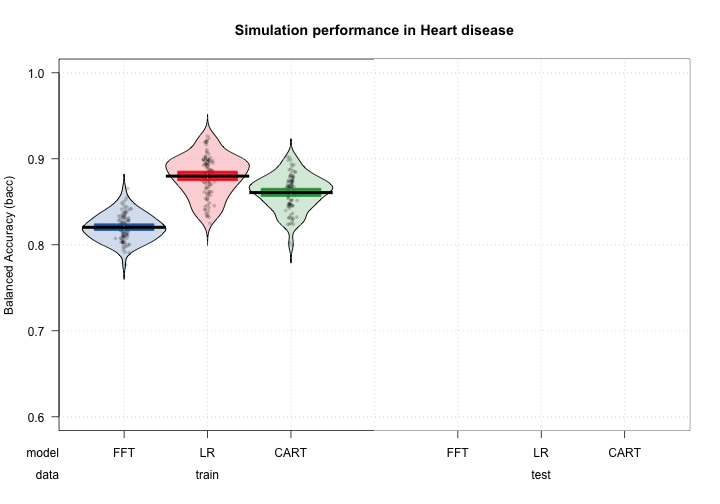 Simulation performance in Heart disease
Balanced Accuracy (bacc)
1.0
0.9
0.8
0.7
0.6
model FFT LR CART FFT LR CART
data train test